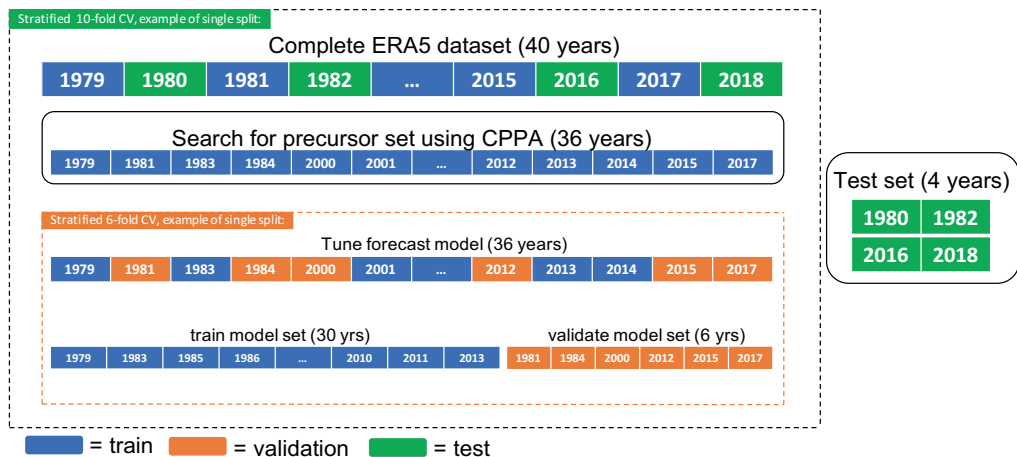 Stratified 10-fold CV, example of single split:
Complete ERA5 dataset (40 years)
1979 1980 1981 1982 ... 2015 2016 2017 2018
Search for precursor set using CPPA (36 years)
1979 1981 1983 1984 2000 2001 ... 2012 2013 2014 2015 2017
Test set (4 years)
1980 1982
2016 2018
Stratified 6-fold CV, example of single split:
Tune forecast model (36 years)
1979 1981 1983 1984 2000 2001 ... 2012 2013 2014 2015 2017
train model set (30 yrs)
1979 1983 1985 1986 ... 2010 2011 2013
validate model set (6 yrs)
1981 1984 2000 2012 2015 2017
= train = validation = test